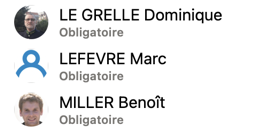 LE GRELLE Dominique
Obligatoire
LEFEVRE Marc
Obligatoire
MILLER Benoît
Obligatoire